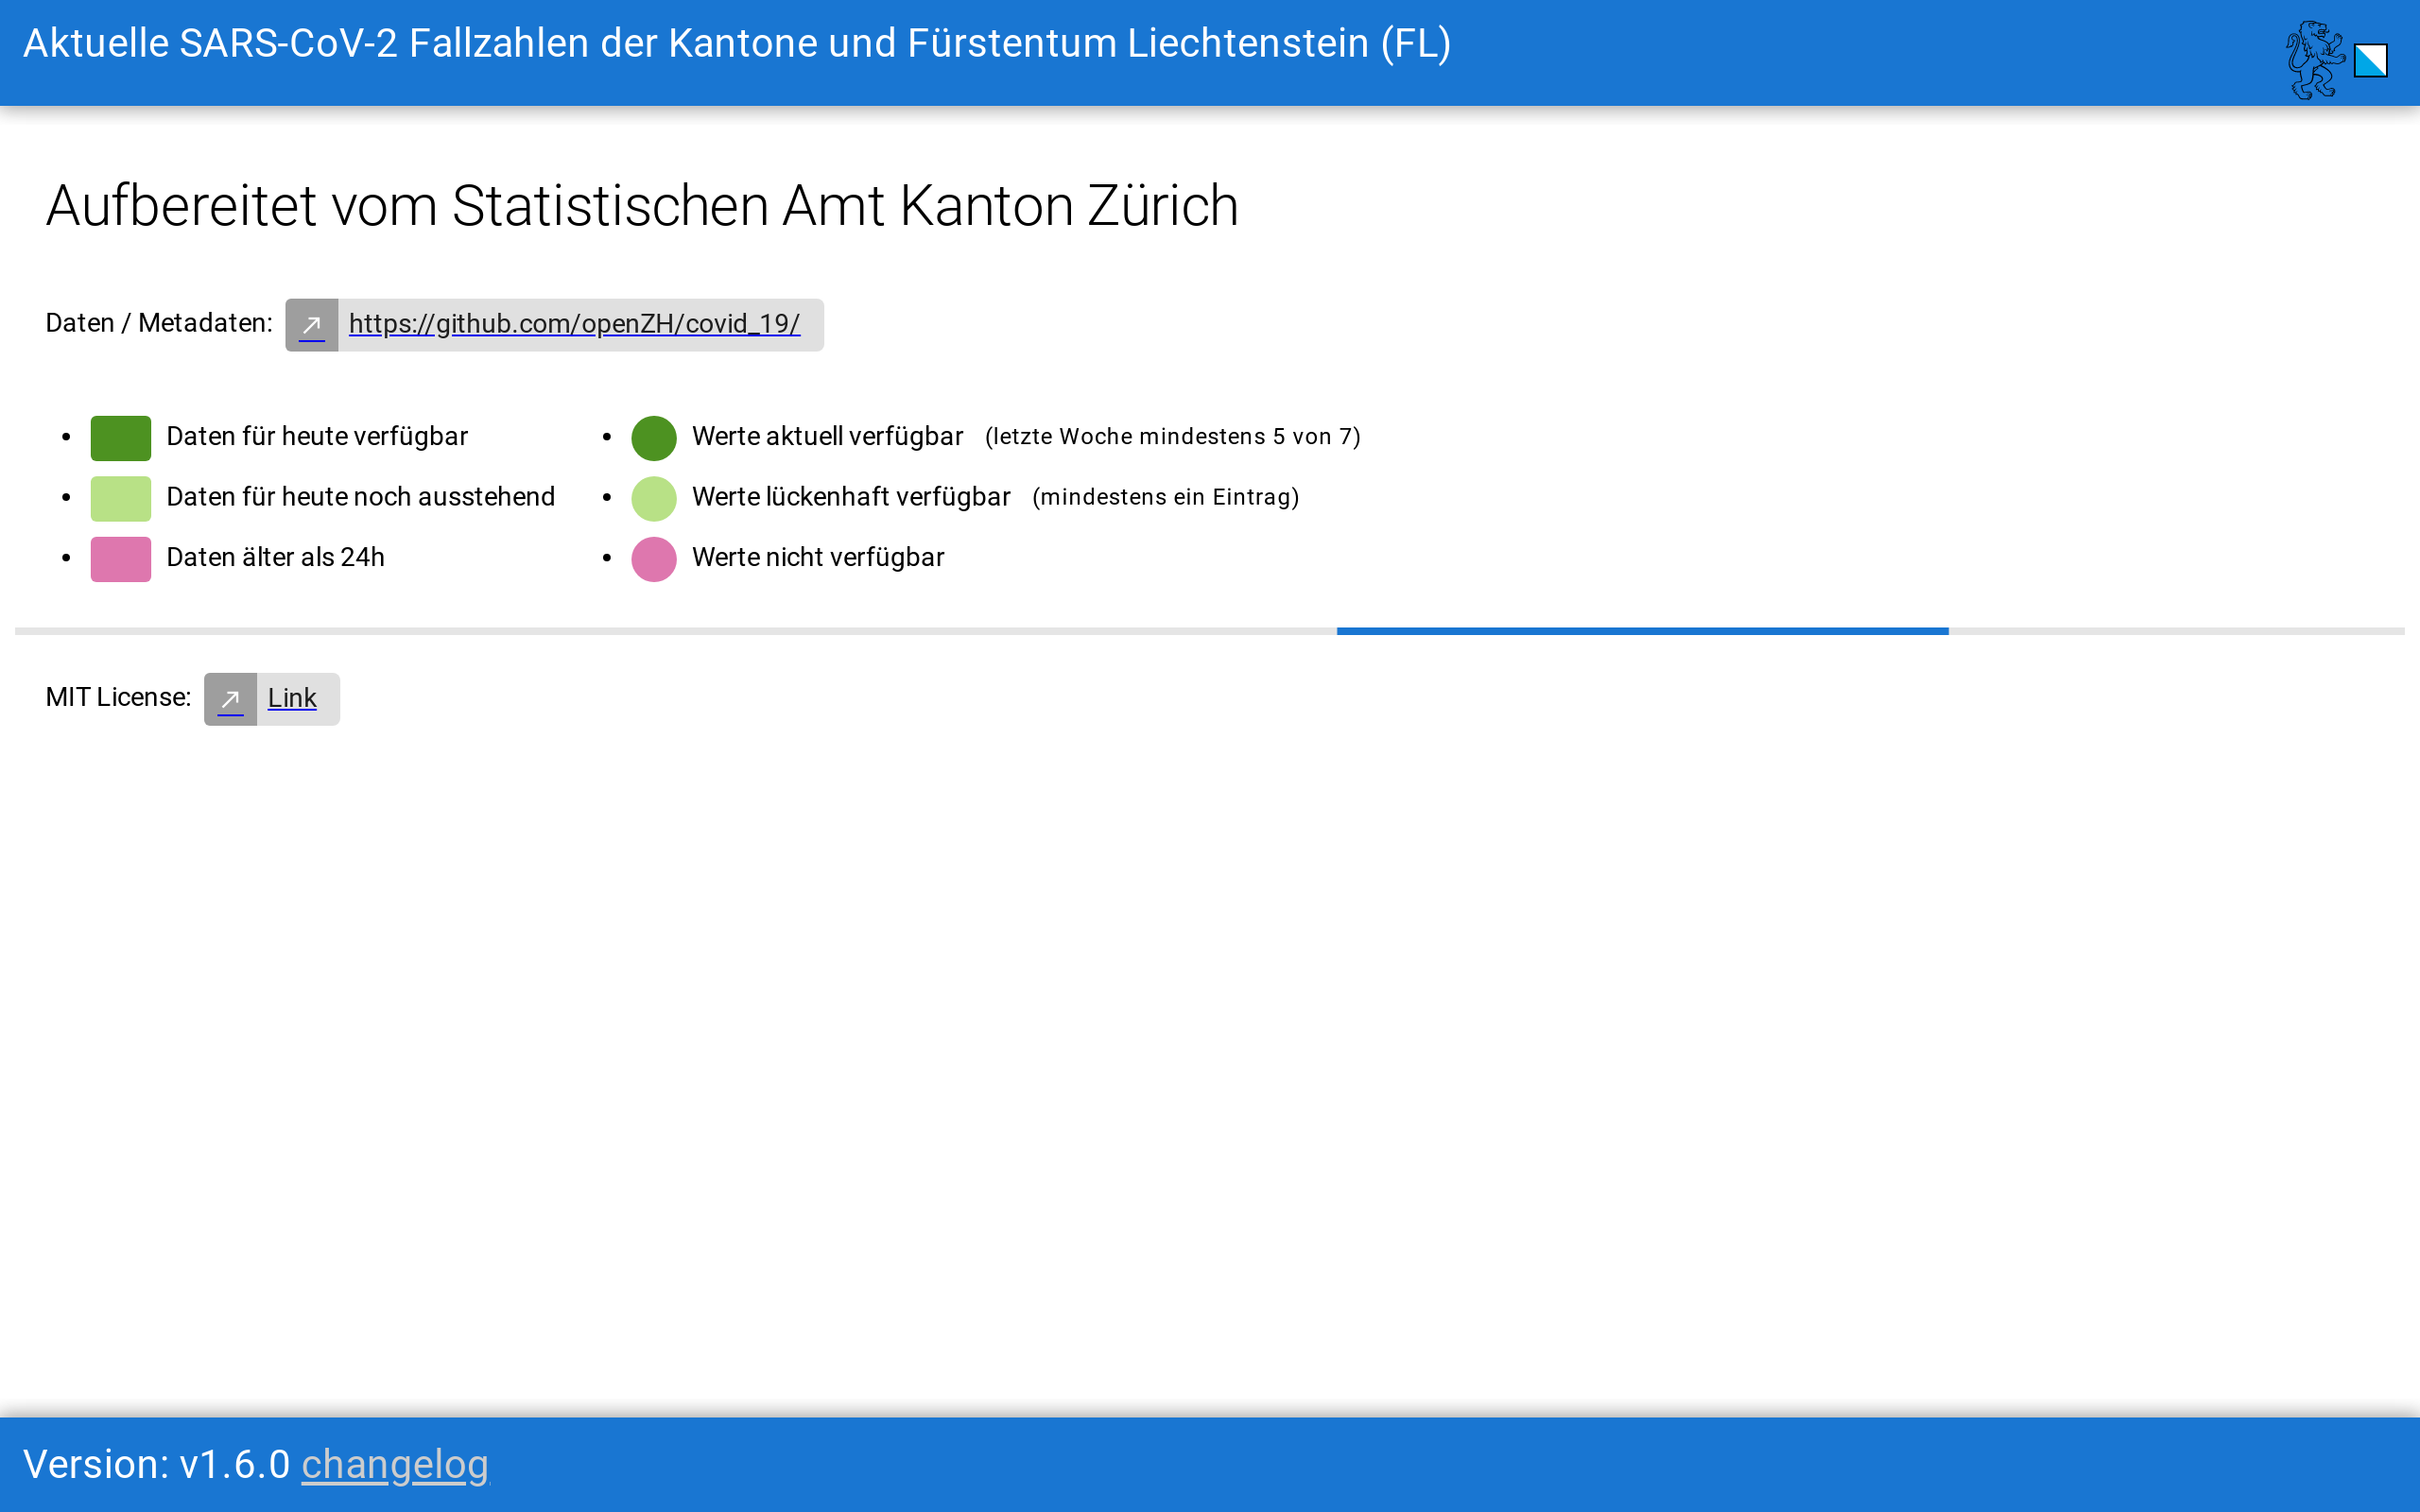 Aktuelle SARS-CoV-2 Fallzahlen der Kantone und Fürstentum Liechtenstein (FL)
Aufbereitet vom Statistischen Amt Kanton Zürich
Daten / Metadaten: https://github.com/openZH/covid_19/
Daten für heute verfügbar
Daten für heute noch ausstehend
Daten älter als 24h
Werte aktuell verfügbar (letzte Woche mindestens 5 von 7)
Werte lückenhaft verfügbar (mindestens ein Eintrag)
Werte nicht verfügbar
MIT License: Link
Version: v1.6.0 changelog